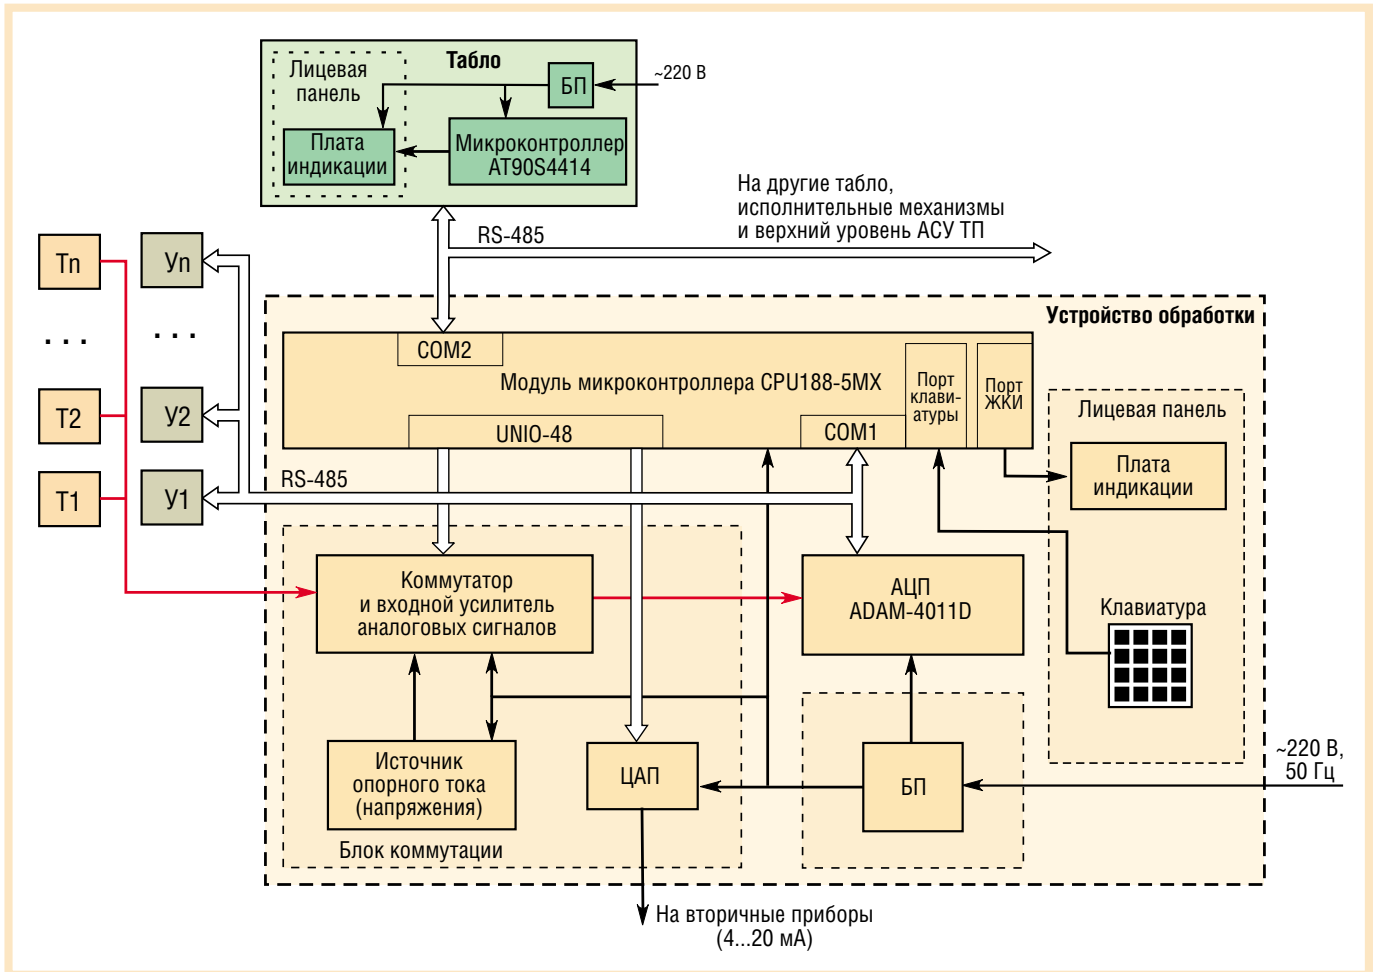 Табло
Лицевая
панель
БП
~220 В
Плата
индикации
Микроконтроллер
AT90S4414
На другие табло,
исполнительные механизмы
и верхний уровень АСУ ТП
RS-485
Тn
Уn
. . .
. . .
Т2
У2
Т1
У1
Устройство обработки
COM2
Модуль микроконтроллера CPU188-5MX
Порт
клави-
атуры
Порт
ЖКИ
UNIO-48
COM1
RS-485
Лицевая панель
Плата
индикации
Коммутатор
и входной усилитель
аналоговых сигналов
АЦП
ADAM-4011D
Клавиатура
Источник
опорного тока
(напряжения)
ЦАП
БП
~220 В,
50 Гц
Блок коммутации
На вторичные приборы
(4...20 мА)